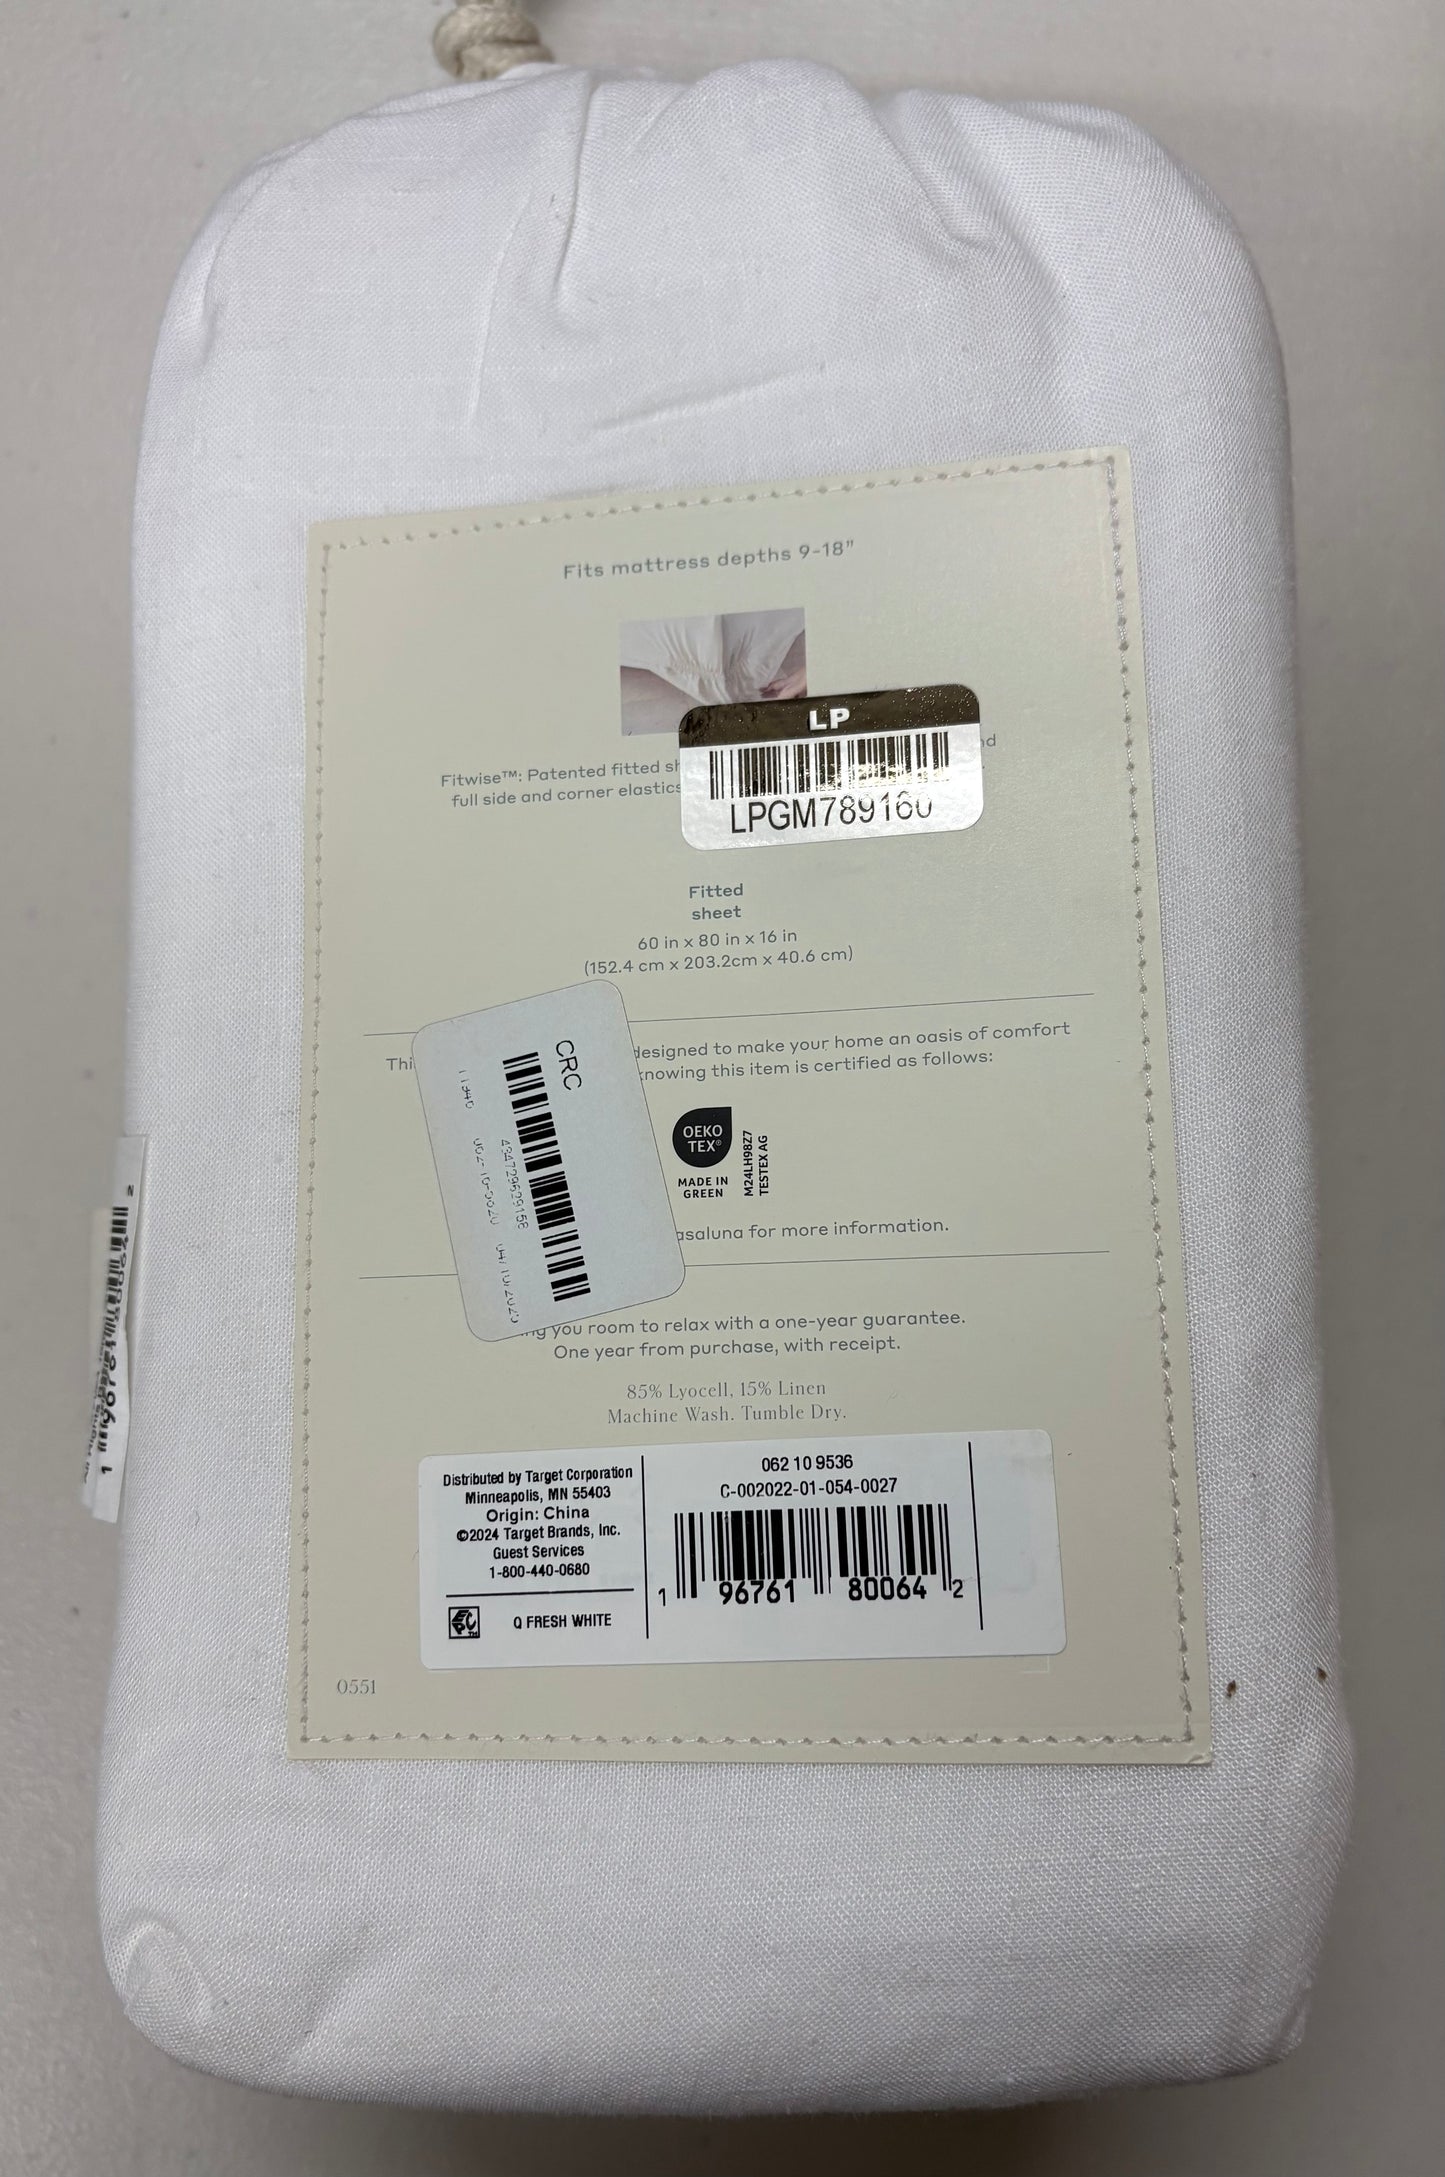 Fits mattress depths 9-18"
LP
LPGM789160
Fitwise™: Patented fitted
full side and corner elastics
Fitted
sheet
60 in x 80 in x 16 in
(152.4 cm x 203.2cm x 40.6 cm)
designed to make your home an oasis of comfort
knowing this item is certified as follows:
CRC
OEKO
TEX®
MADE IN
GREEN
M24LH98Z7
TESTEX AG
for more information.
you room to relax with a one-year guarantee.
One year from purchase, with receipt.
85% Lyocell, 15% Linen
Machine Wash. Tumble Dry.
Distributed by Target Corporation
Minneapolis, MN 55403
Origin: China
©2024 Target Brands, Inc.
Guest Services
1-800-440-0680
Q FRESH WHITE
062 10 9536
C-002022-01-054-0027
1 96761 80064 2
0551